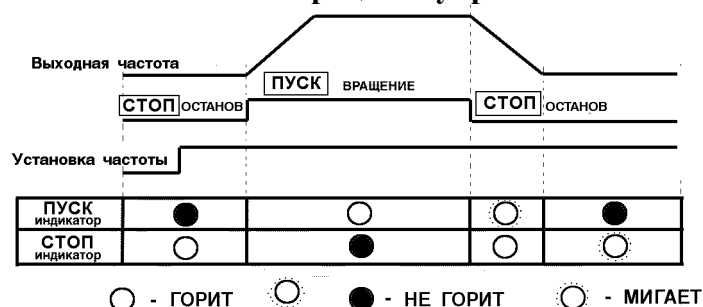 Выходная частота
ПУСК ВРАЩЕНИЕ
СТОП ОСТАНОВ
СТОП ОСТАНОВ
Установка частоты
ПУСК
индикатор
СТОП
индикатор
- ГОРИТ
- НЕ ГОРИТ
- МИГАЕТ